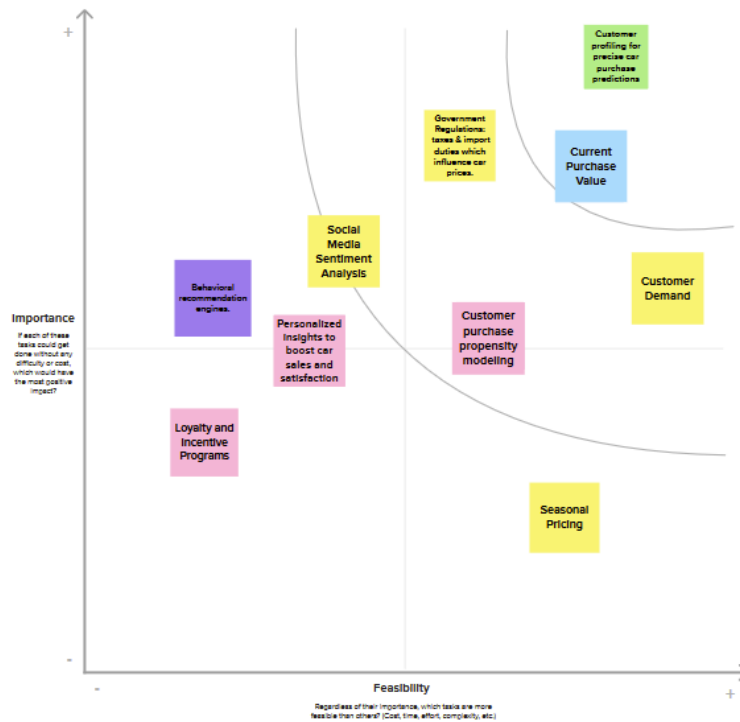 +
Customer
profiling for
precise car
purchase
predictions
Government
Regulations:
taxes & import
duties which
influence car
prices.
Current
Purchase
Value
Social
Media
Sentiment
Analysis
Customer
Demand
Behavioral
recommendation
engines.
Importance
If each of these
tasks could get
done without any
difficulty or cost,
which would have
the most positive
impact?
Personalized
insights to
boost car
sales and
satisfaction
Customer
purchase
propensity
modeling
Loyalty and
Incentive
Programs
Seasonal
Pricing
-
-
Feasibility
+
Regardless of their importance, which tasks are more
feasible than others? (Cost, time, effort, complexity, etc.)